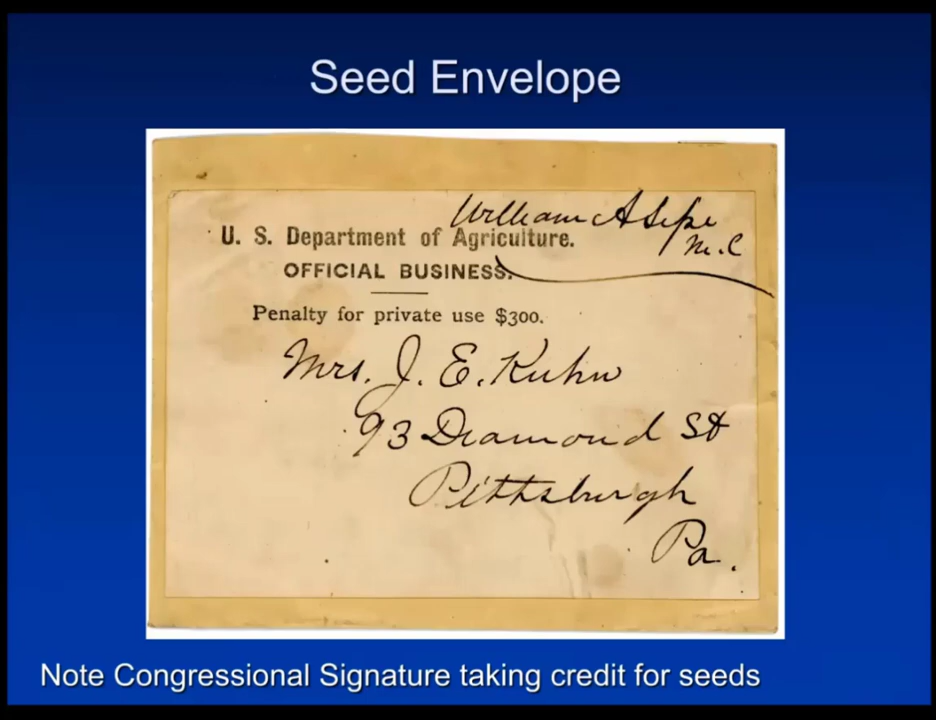 Seed Envelope
William A Sipe
M.C
U. S. Department of Agriculture.
OFFICIAL BUSINESS.
Penalty for private use $300.
Mrs. J. E. Kuhn
93 Diamond St
Pittsburgh
Pa.
Note Congressional Signature taking credit for seeds